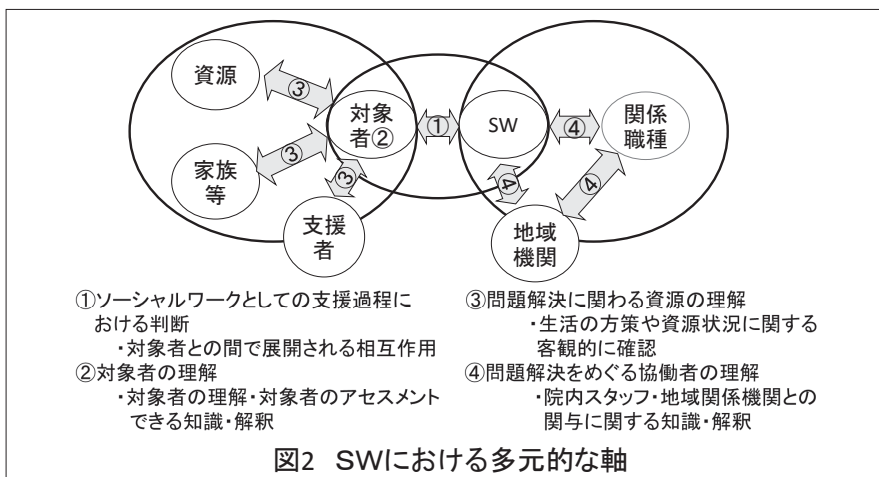 資源
③
対象
者②
①
SW
④
関係
職種
③
家族
等
③
④
④
支援
者
地域
機関
①ソーシャルワークとしての支援過程に
おける判断
・対象者との間で展開される相互作用
②対象者の理解
・対象者の理解・対象者のアセスメント
できる知識・解釈
③問題解決に関わる資源の理解
・生活の方策や資源状況に関する
客観的に確認
④問題解決をめぐる協働者の理解
・院内スタッフ・地域関係機関との
関与に関する知識・解釈
図2 SWにおける多元的な軸